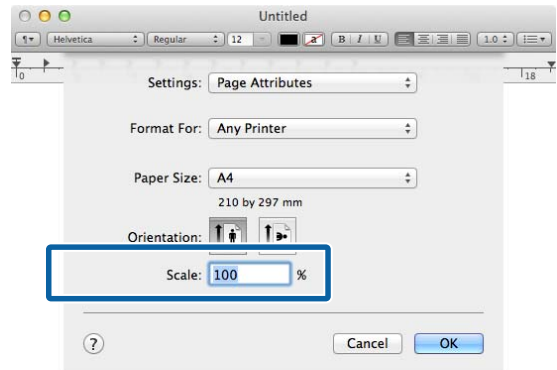 Untitled
¶ Helvetica Regular 12 a B I U 1.0
0 18
Settings: Page Attributes
Format For: Any Printer
Paper Size: A4
210 by 297 mm
Orientation:
Scale: 100 %
? Cancel OK